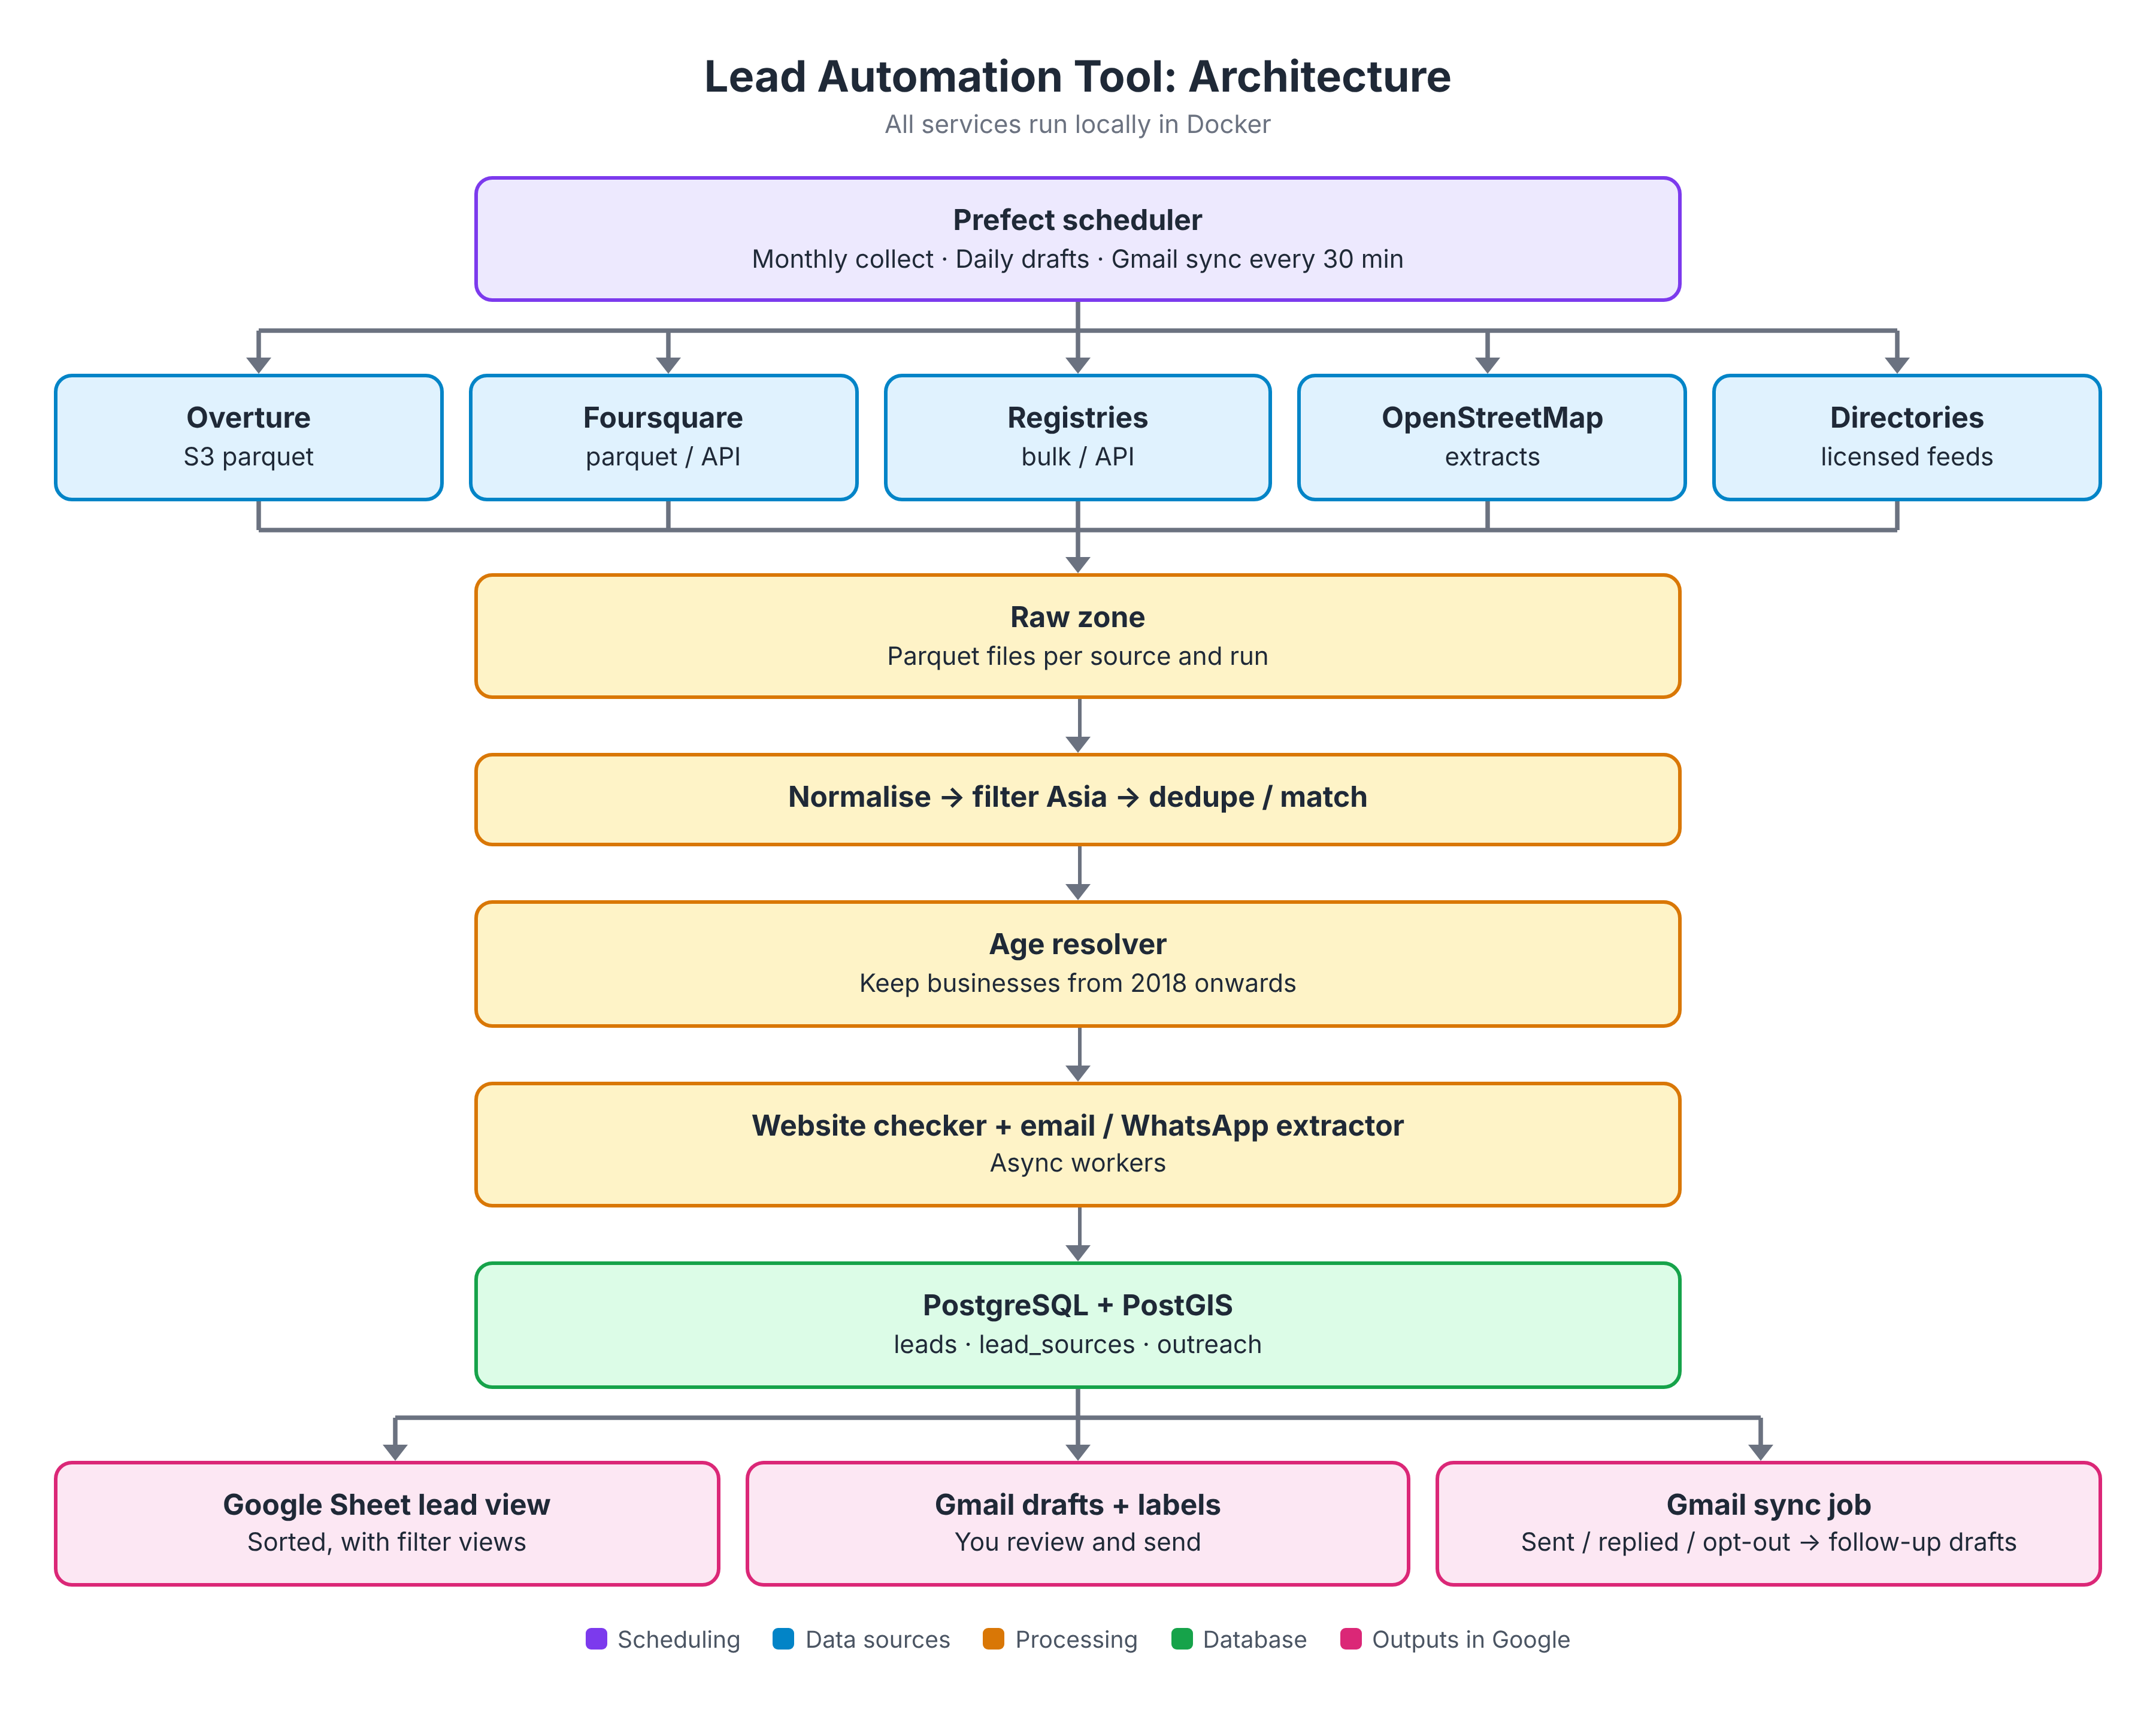 Lead Automation Tool: Architecture
All services run locally in Docker
Prefect scheduler
Monthly collect · Daily drafts · Gmail sync every 30 min
Overture
S3 parquet
Foursquare
parquet / API
Registries
bulk / API
OpenStreetMap
extracts
Directories
licensed feeds
Raw zone
Parquet files per source and run
Normalise → filter Asia → dedupe / match
Age resolver
Keep businesses from 2018 onwards
Website checker + email / WhatsApp extractor
Async workers
PostgreSQL + PostGIS
leads · lead_sources · outreach
Google Sheet lead view
Sorted, with filter views
Gmail drafts + labels
You review and send
Gmail sync job
Sent / replied / opt-out → follow-up drafts
Scheduling
Data sources
Processing
Database
Outputs in Google